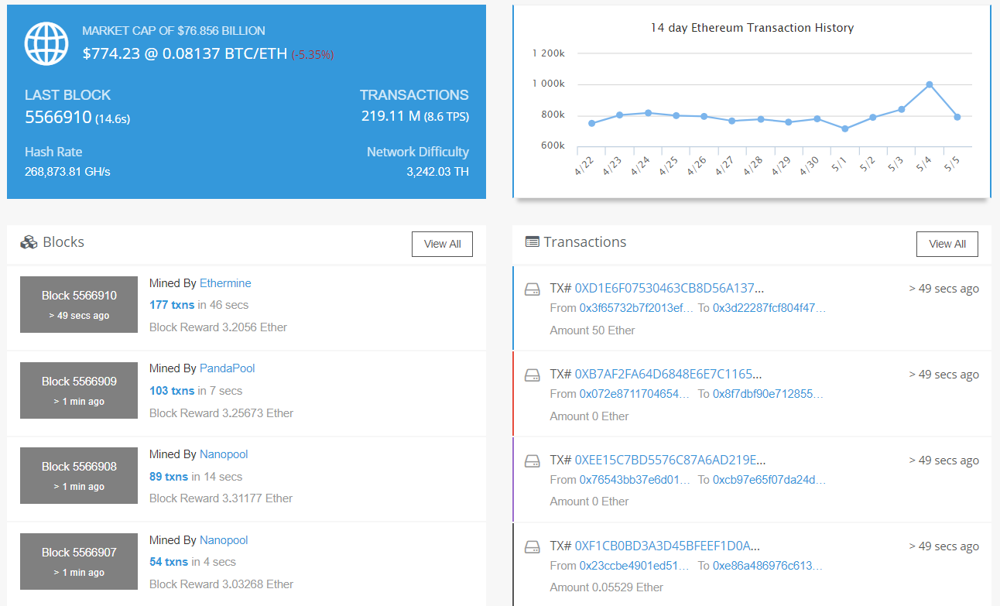 MARKET CAP OF $76.856 BILLION
$774.23 @ 0.08137 BTC/ETH (-5.35%)
LAST BLOCK
5566910 (14.6s)
TRANSACTIONS
219.11 M (8.6 TPS)
Hash Rate
268,873.81 GH/s
Network Difficulty
3,242.03 TH
14 day Ethereum Transaction History
1 200k
1 000k
800k
600k
4/22 4/23 4/24 4/25 4/26 4/27 4/28 4/29 4/30 5/1 5/2 5/3 5/4 5/5
Blocks
View All
Block 5566910
> 49 secs ago
Mined By Ethermine
177 txns in 46 secs
Block Reward 3.2056 Ether
Block 5566909
> 1 min ago
Mined By PandaPool
103 txns in 7 secs
Block Reward 3.25673 Ether
Block 5566908
> 1 min ago
Mined By Nanopool
89 txns in 14 secs
Block Reward 3.31177 Ether
Block 5566907
> 1 min ago
Mined By Nanopool
54 txns in 4 secs
Block Reward 3.03268 Ether
Transactions
View All
TX# 0XD1E6F07530463CB8D56A137...
> 49 secs ago
From 0x3f65732b7f2013ef... To 0x3d22287fcf804f47...
Amount 50 Ether
TX# 0XB7AF2FA64D6848E6E7C1165...
> 49 secs ago
From 0x072e8711704654... To 0x8f7dbf90e712855...
Amount 0 Ether
TX# 0XEE15C7BD5576C87A6AD219E...
> 49 secs ago
From 0x76543bb37e6d01... To 0xcb97e65f07da24d...
Amount 0 Ether
TX# 0XF1CB0BD3A3D45BFEEF1D0A...
> 49 secs ago
From 0x23ccbe4901ed51... To 0xe86a486976c613...
Amount 0.05529 Ether